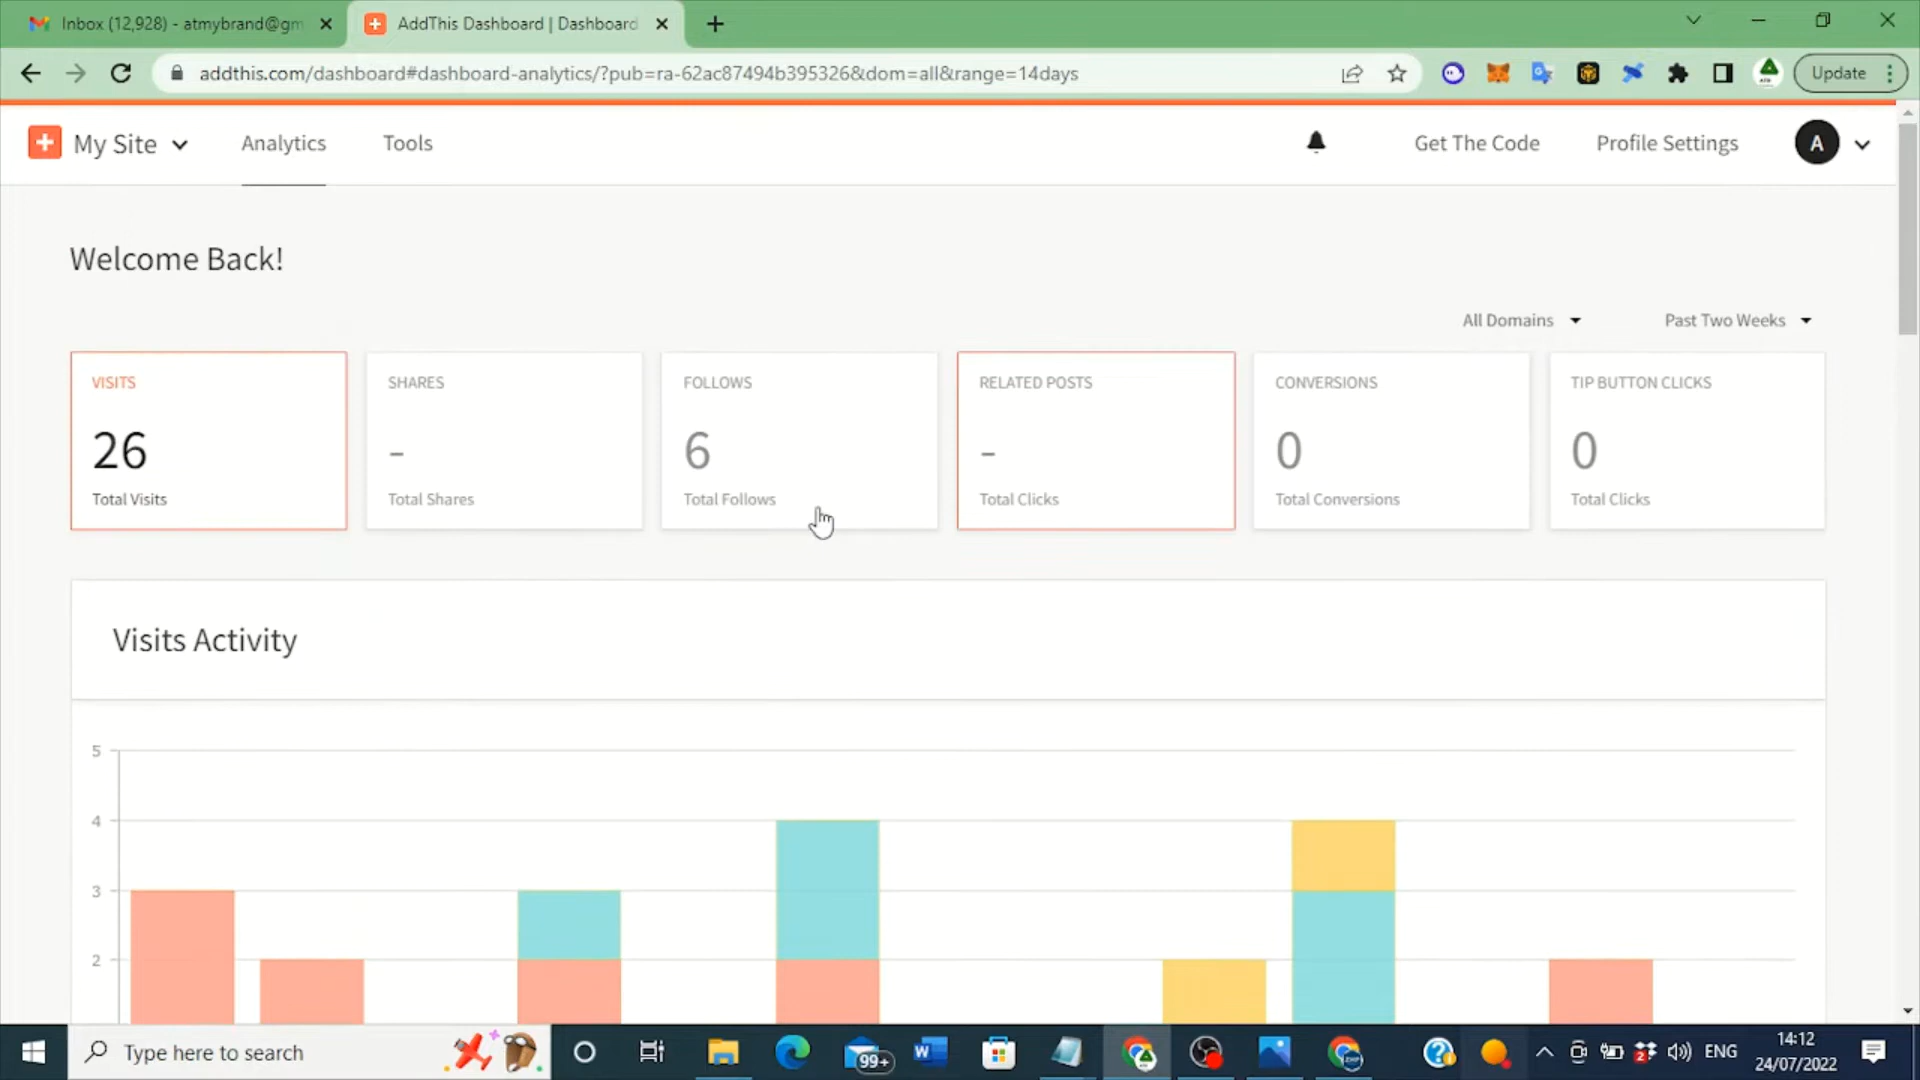 Inbox (12,928) - atmybrand@gm
AddThis Dashboard | Dashboard
addthis.com/dashboard#dashboard-analytics/?pub=ra-62ac87494b395326&dom=all&range=14days
Update
My Site
Analytics
Tools
Get The Code
Profile Settings
A
Welcome Back!
All Domains
Past Two Weeks
VISITS
26
Total Visits
SHARES
-
Total Shares
FOLLOWS
6
Total Follows
RELATED POSTS
-
Total Clicks
CONVERSIONS
0
Total Conversions
TIP BUTTON CLICKS
0
Total Clicks
Visits Activity
5
4
3
2
Type here to search
99+
W
2
ENG
14:12
24/07/2022